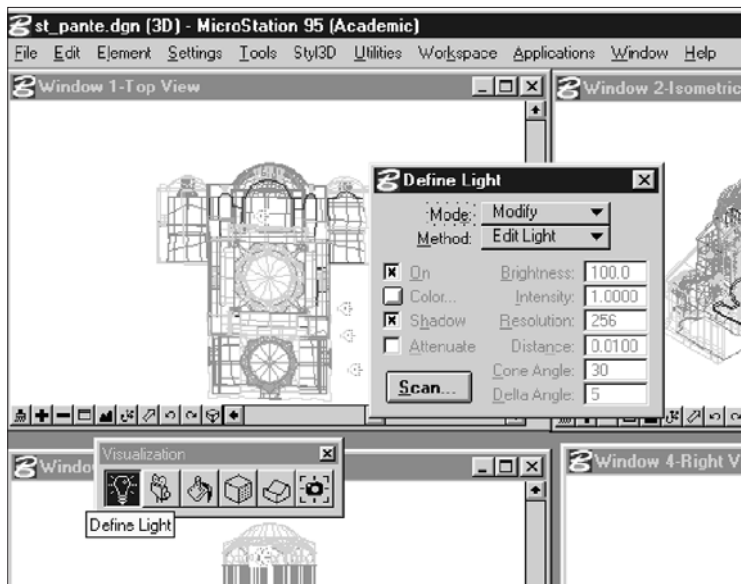 st_pante.dgn (3D) - MicroStation 95 (Academic)
File Edit Element Settings Tools Styl3D Utilities Workspace Applications Window Help
Window 1-Top View
Window 2-Isometric
Define Light
Mode: Modify
Method: Edit Light
On Brightness: 100.0
Color... Intensity: 1.0000
Shadow Resolution: 256
Attenuate Distance: 0.0100
Cone Angle: 30
Scan... Delta Angle: 5
Visualization
Window
Window 4-Right V
Define Light